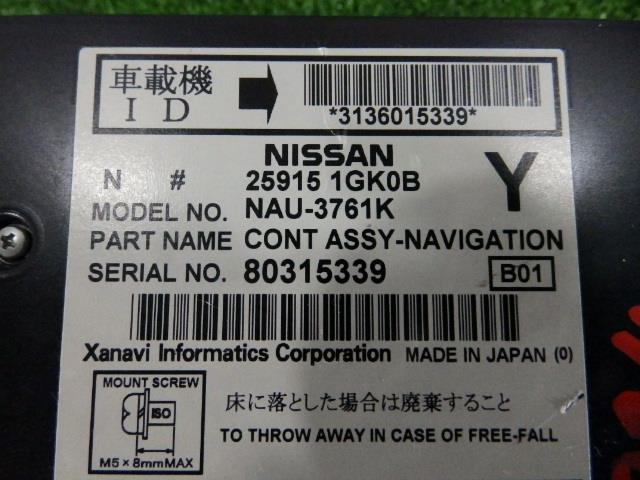 車載機
ID
*3136015339*
NISSAN
Y
N # 25915 1GK0B
MODEL NO. NAU-3761K
PART NAME CONT ASSY-NAVIGATION
SERIAL NO. 80315339
B01
Xanavi Informatics Corporation MADE IN JAPAN (0)
MOUNT SCREW
ISO
M5×8mmMAX
床に落とした場合は廃棄すること
TO THROW AWAY IN CASE OF FREE-FALL